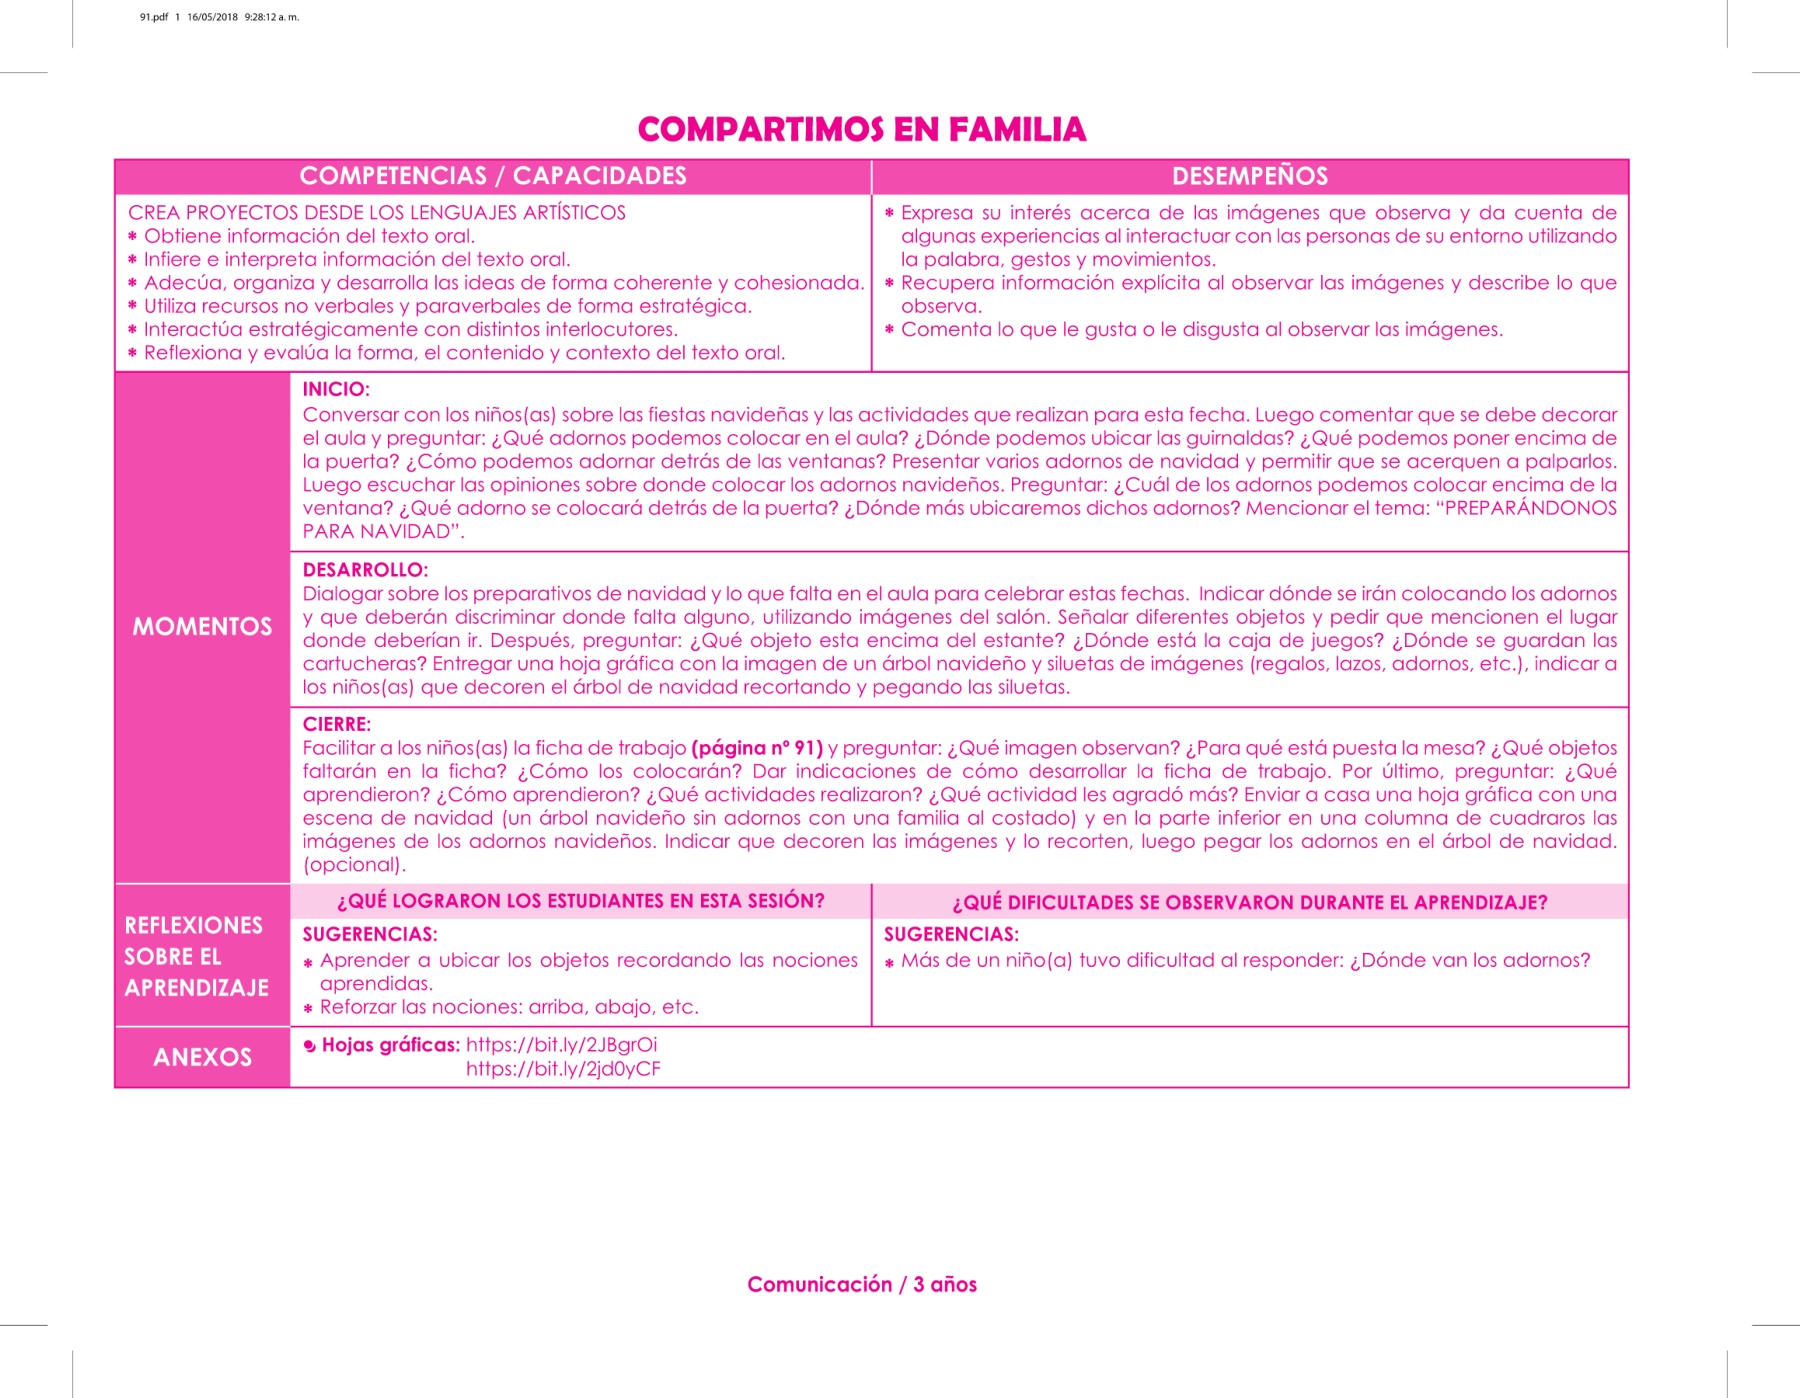 91.pdf 1 16/05/2018 9:28:12 a. m.
COMPARTIMOS EN FAMILIA
COMPETENCIAS / CAPACIDADES
DESEMPEÑOS
CREA PROYECTOS DESDE LOS LENGUAJES ARTÍSTICOS
* Obtiene información del texto oral.
* Infiere e interpreta información del texto oral.
* Adecúa, organiza y desarrolla las ideas de forma coherente y cohesionada.
* Utiliza recursos no verbales y paraverbales de forma estratégica.
* Interactúa estratégicamente con distintos interlocutores.
* Reflexiona y evalúa la forma, el contenido y contexto del texto oral.
* Expresa su interés acerca de las imágenes que observa y da cuenta de
algunas experiencias al interactuar con las personas de su entorno utilizando
la palabra, gestos y movimientos.
* Recupera información explícita al observar las imágenes y describe lo que
observa.
* Comenta lo que le gusta o le disgusta al observar las imágenes.
MOMENTOS
INICIO:
Conversar con los niños(as) sobre las fiestas navideñas y las actividades que realizan para esta fecha. Luego comentar que se debe decorar
el aula y preguntar: ¿Qué adornos podemos colocar en el aula? ¿Dónde podemos ubicar las guirnaldas? ¿Qué podemos poner encima de
la puerta? ¿Cómo podemos adornar detrás de las ventanas? Presentar varios adornos de navidad y permitir que se acerquen a palparlos.
Luego escuchar las opiniones sobre donde colocar los adornos navideños. Preguntar: ¿Cuál de los adornos podemos colocar encima de la
ventana? ¿Qué adorno se colocará detrás de la puerta? ¿Dónde más ubicaremos dichos adornos? Mencionar el tema: “PREPARÁNDONOS
PARA NAVIDAD”.
DESARROLLO:
Dialogar sobre los preparativos de navidad y lo que falta en el aula para celebrar estas fechas. Indicar dónde se irán colocando los adornos
y que deberán discriminar donde falta alguno, utilizando imágenes del salón. Señalar diferentes objetos y pedir que mencionen el lugar
donde deberían ir. Después, preguntar: ¿Qué objeto esta encima del estante? ¿Dónde está la caja de juegos? ¿Dónde se guardan las
cartucheras? Entregar una hoja gráfica con la imagen de un árbol navideño y siluetas de imágenes (regalos, lazos, adornos, etc.), indicar a
los niños(as) que decoren el árbol de navidad recortando y pegando las siluetas.
CIERRE:
Facilitar a los niños(as) la ficha de trabajo (página nº 91) y preguntar: ¿Qué imagen observan? ¿Para qué está puesta la mesa? ¿Qué objetos
faltarán en la ficha? ¿Cómo los colocarán? Dar indicaciones de cómo desarrollar la ficha de trabajo. Por último, preguntar: ¿Qué
aprendieron? ¿Cómo aprendieron? ¿Qué actividades realizaron? ¿Qué actividad les agradó más? Enviar a casa una hoja gráfica con una
escena de navidad (un árbol navideño sin adornos con una familia al costado) y en la parte inferior en una columna de cuadraros las
imágenes de los adornos navideños. Indicar que decoren las imágenes y lo recorten, luego pegar los adornos en el árbol de navidad.
(opcional).
REFLEXIONES
SOBRE EL
APRENDIZAJE
¿QUÉ LOGRARON LOS ESTUDIANTES EN ESTA SESIÓN?
SUGERENCIAS:
* Aprender a ubicar los objetos recordando las nociones
aprendidas.
* Reforzar las nociones: arriba, abajo, etc.
¿QUÉ DIFICULTADES SE OBSERVARON DURANTE EL APRENDIZAJE?
SUGERENCIAS:
* Más de un niño(a) tuvo dificultad al responder: ¿Dónde van los adornos?
ANEXOS
Hojas gráficas: https://bit.ly/2JBgrOi
https://bit.ly/2jd0yCF
Comunicación / 3 años